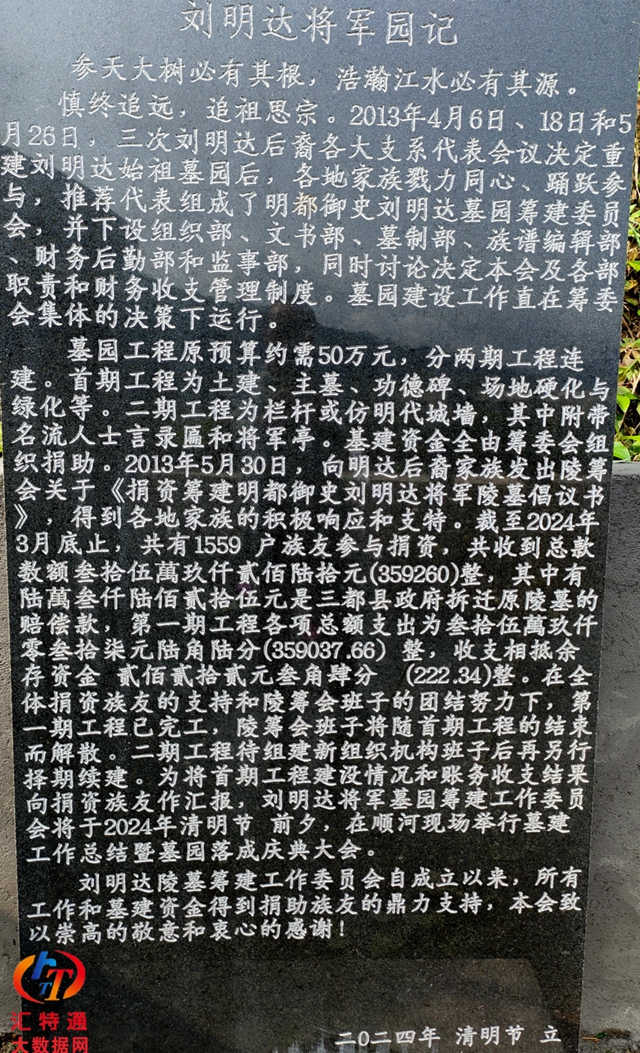 刘明达将军园记
参天大树必有其根，浩瀚江水必有其源。
慎终追远，追祖思宗。2013年4月6日、18日和5
月26日，三次刘明达后裔各大支系代表会议决定重
建刘明达始祖墓园后，各地家族戮力同心、踊跃参
与，推荐代表组成了明都御史刘明达墓园筹建委员
会，并下设组织部、文书部、墓制部、族谱编辑部
、财务后勤部和监事部，同时讨论决定本会及各部
职责和财务收支管理制度。墓园建设工作直在筹委
会集体的决策下运行。
墓园工程原预算约需50万元，分两期工程连
建。首期工程为土建、主墓、功德碑、场地硬化与
绿化等。二期工程为栏杆或仿明代城墙，其中附带
名流人士言录匾和将军亭。基建资金全由筹委会组
织捐助。2013年5月30日，向明达后裔家族发出陵筹
会关于《捐资筹建明都御史刘明达将军陵墓倡议书
》，得到各地家族的积极响应和支特。截至2024年
3月底止，共有1559 户族友参与捐资，共收到总款
数额叁拾伍萬玖仟贰佰陆拾元(359260)整，其中有
陆萬叁仟陆佰贰拾伍元是三都县政府拆迁原陵墓的
赔偿款，第一期工程各项总额支出为叁拾伍萬玖仟
零叁拾柒元陆角陆分(359037.66) 整，收支相抵余
存资金 贰佰贰拾贰元叁角肆分 (222.34)整。在全
体捐资族友的支持和陵筹会班子的团结努力下，第
一期工程已完工，陵筹会班子将随首期工程的结束
而解散。二期工程待组建新组织机构班子后再另行
择期续建。为将首期工程建没情况和账务收支结果
向捐资族友作汇报，刘明达将军墓园筹建工作委员
会将于2024年清明节 前夕，在顺河现场举行墓建
工作总结暨墓园落成庆典大会。
刘明达陵墓筹建工作委员会自成立以来，所有
工作和墓建资金得到捐助族友的鼎力支持，本会致
以崇高的敬意和衷心的感谢！
二〇二四年 清明节 立
汇特通
大数据网